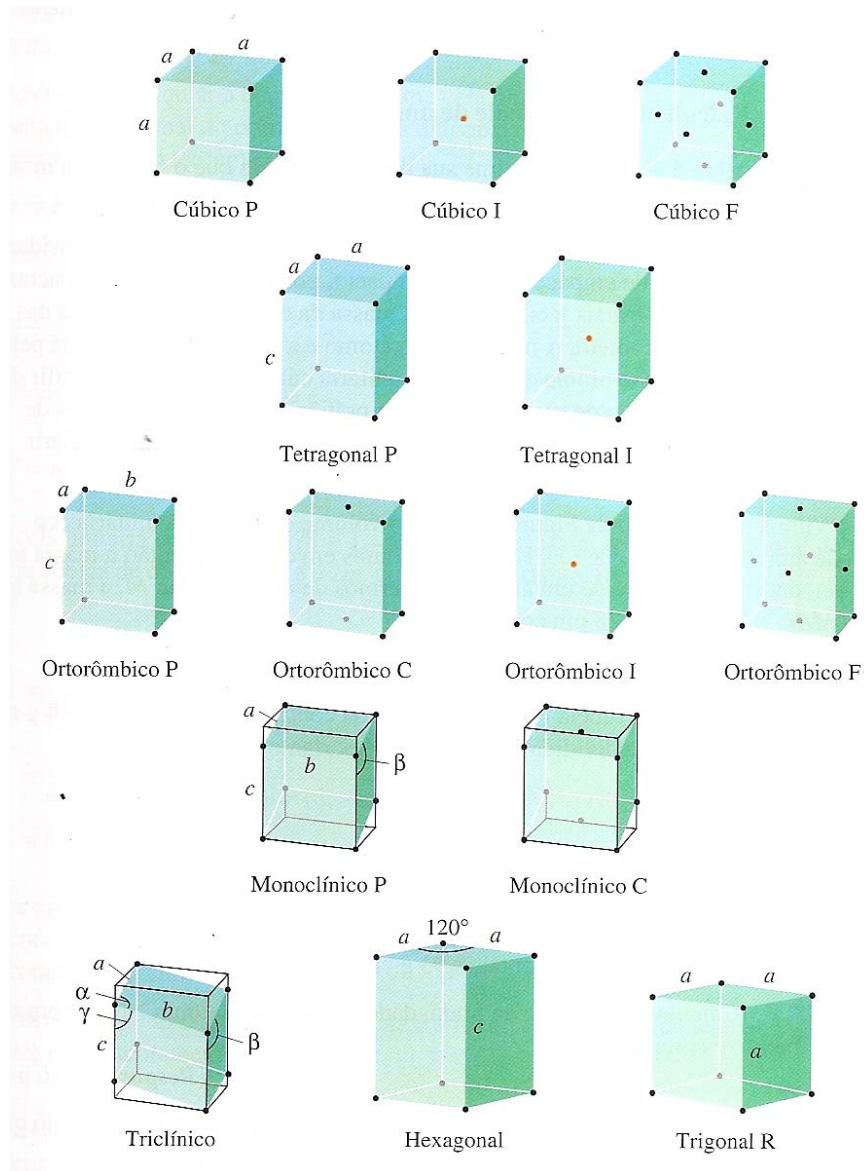 a a
a
Cúbico P Cúbico I Cúbico F
a
a
c
Tetragonal P Tetragonal I
a b
c
Ortorômbico P Ortorômbico C Ortorômbico I Ortorômbico F
a
b β
c
Monoclínico P Monoclínico C
120°
a a a
α b
γ
c β
c
a a
a
Triclínico Hexagonal Trigonal R